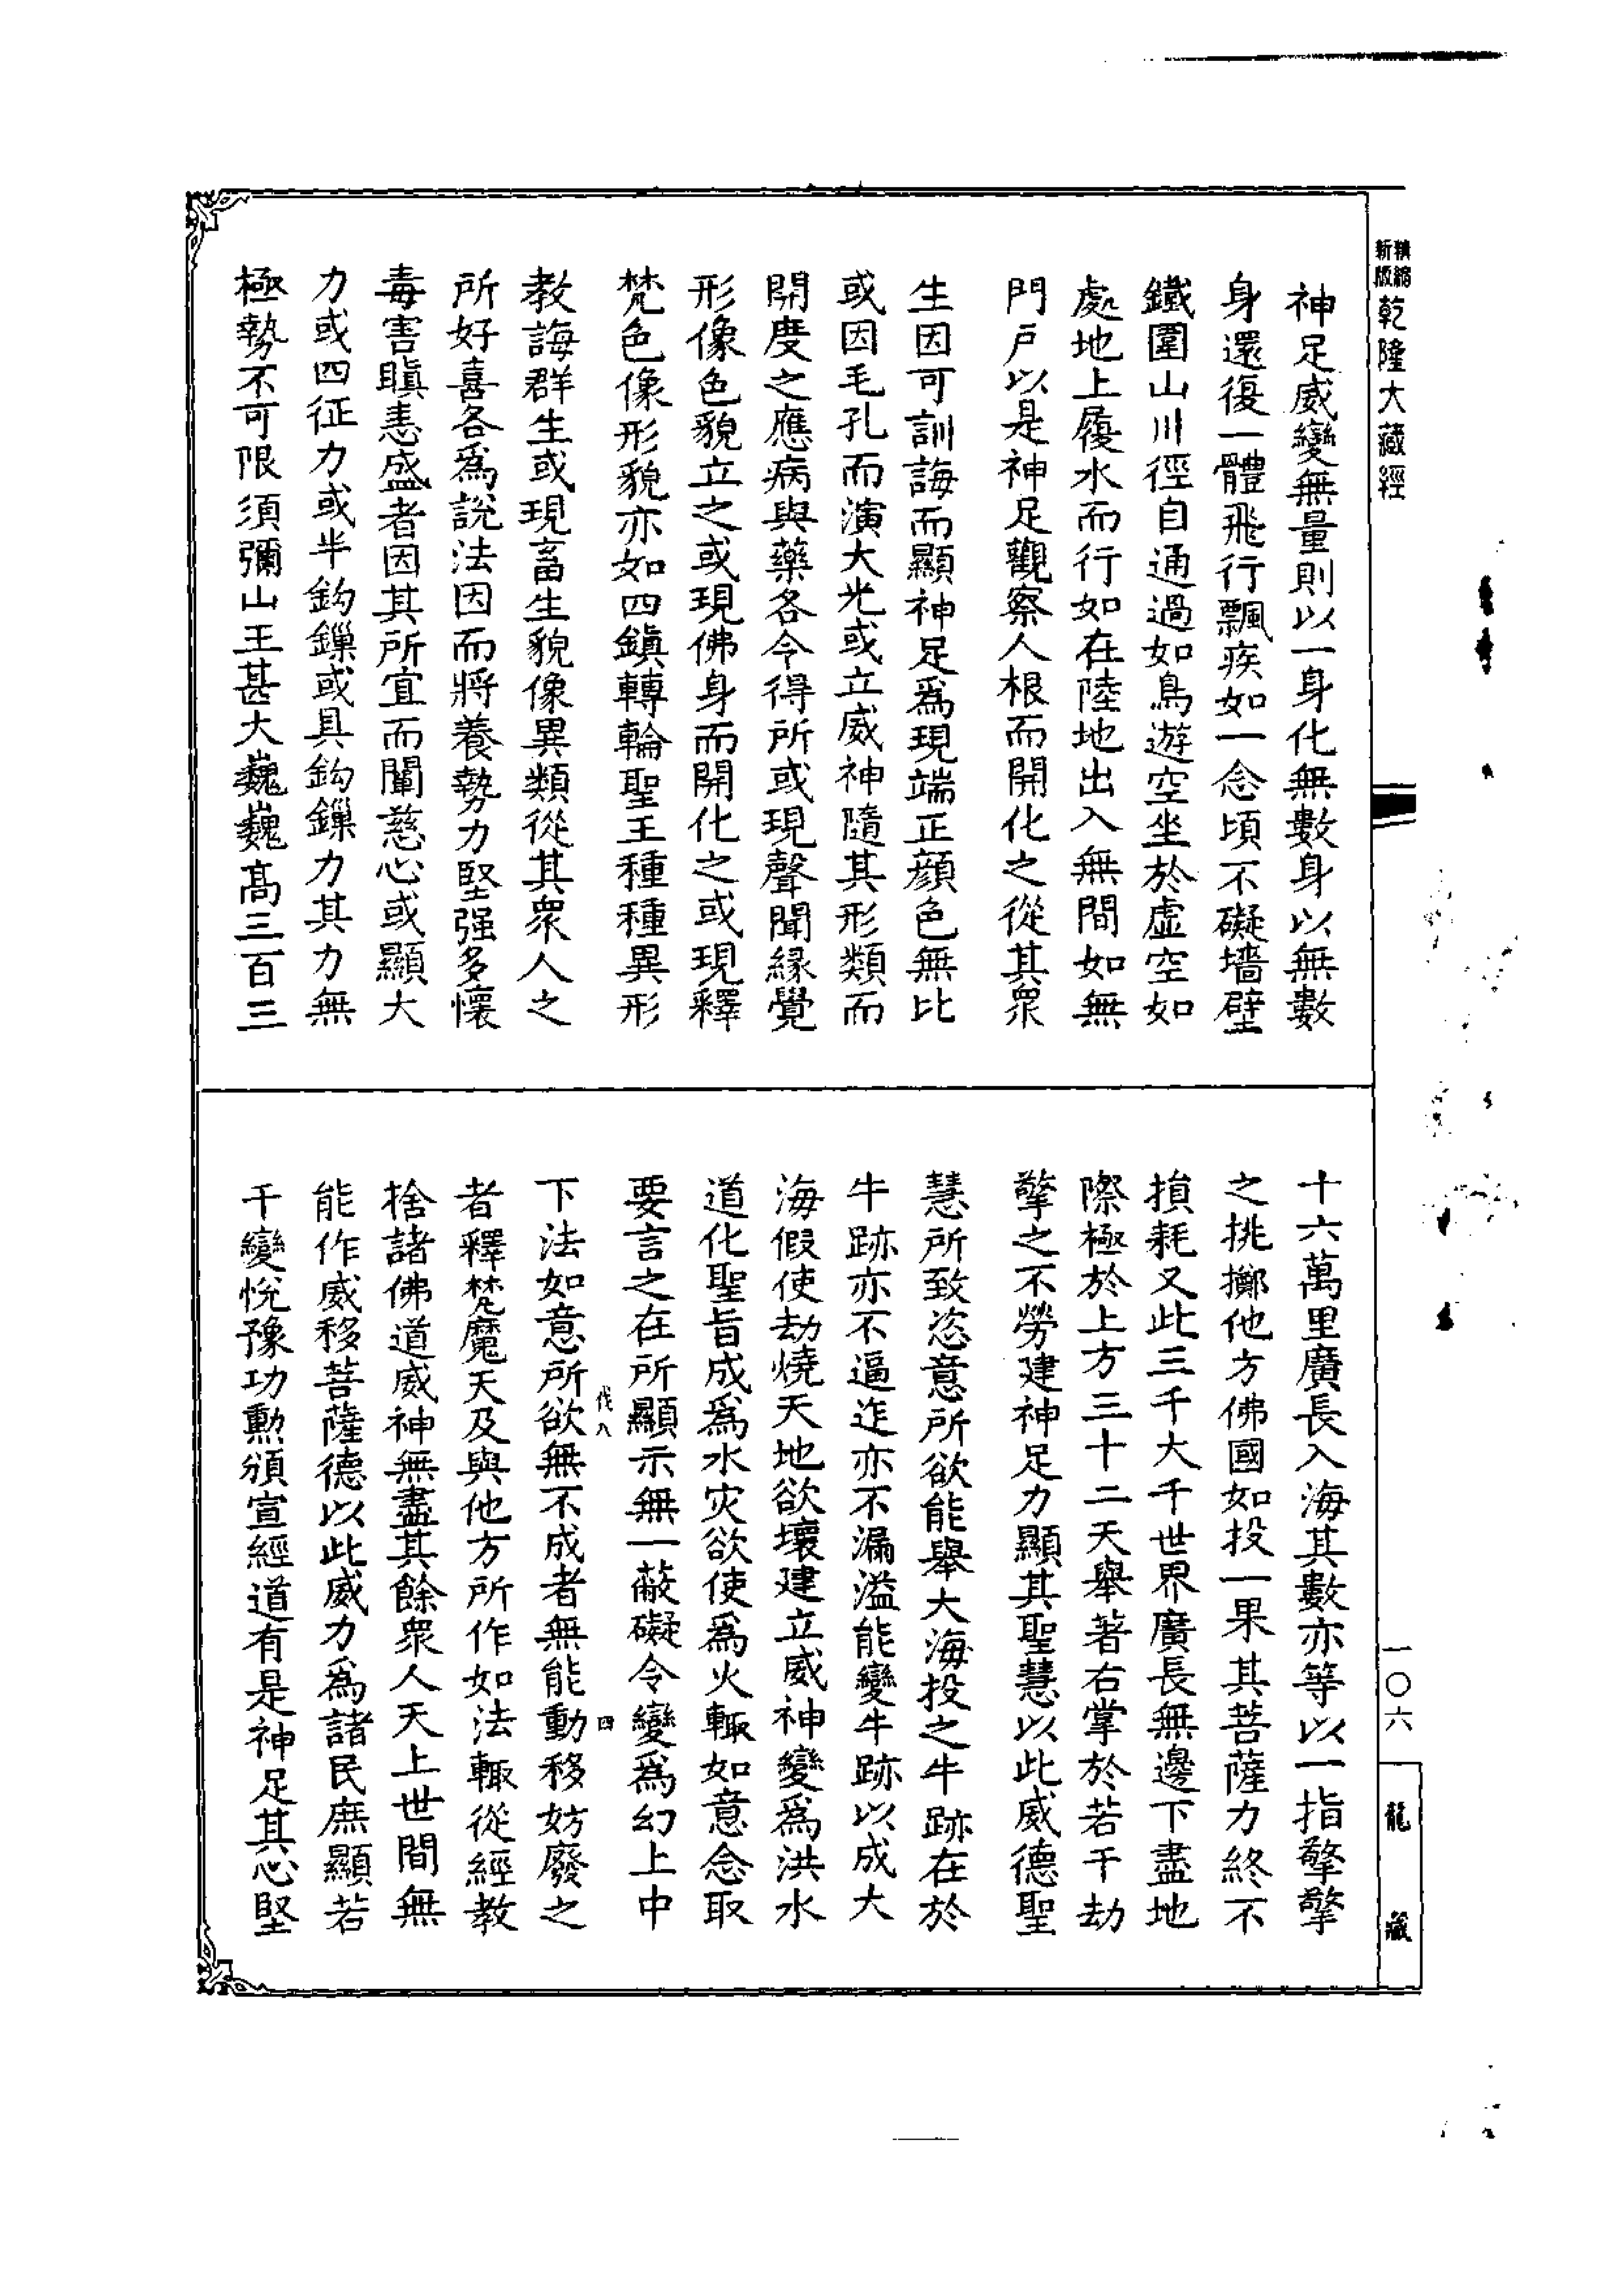 精縮新版乾隆大藏經
神足威變無量則以一身化無數身以無數
身還復一體飛行飄疾如一念頃不礙墻壁
鐵圍山川徑自通過如鳥遊空坐於虛空如
處地上履水而行如在陸地出入無間如無
門戶以是神足觀察人根而開化之從其眾
生因可訓誨而顯神足為現端正顏色無比
或因毛孔而演大光或立威神隨其形類而
開度之應病與藥各令得所或現聲聞緣覺
形像色貌立之或現佛身而開化之或現釋
梵色像形貌亦如四鎮轉輪聖王種種異形
教誨群生或現畜生貌像異類從其眾人之
所好喜各為說法因而將養勢力堅强多懷
毒害瞋恚盛者因其所宜而闡慈心或顯大
力或四征力或半鈎鏁或具鈎鏁力其力無
極勢不可限須彌山王甚大巍巍高三百三
十六萬里廣長入海其數亦等以一指擎擎
之挑擲他方佛國如投一果其菩薩力終不
損耗又此三千大千世界廣長無邊下盡地
際極於上方三十二天舉著右掌於若干劫
擎之不勞建神足力顯其聖慧以此威德聖
慧所致恣意所欲能舉大海投之牛跡在於
牛跡亦不逼迮亦不漏溢能變牛跡以成大
海假使劫燒天地欲壞建立威神變為洪水
道化聖旨成為水灾欲使為火輙如意念取
要言之在所顯示無一蔽礙令變為幻上中
伐八 四
下法如意所欲無不成者無能動移妨廢之
者釋梵魔天及與他方所作如法輙從經教
捨諸佛道威神無盡其餘眾人天上世間無
能作威移菩薩德以此威力為諸民庶顯若
千變悅豫功勲頒宣經道有是神足其心堅
一〇六
龍藏